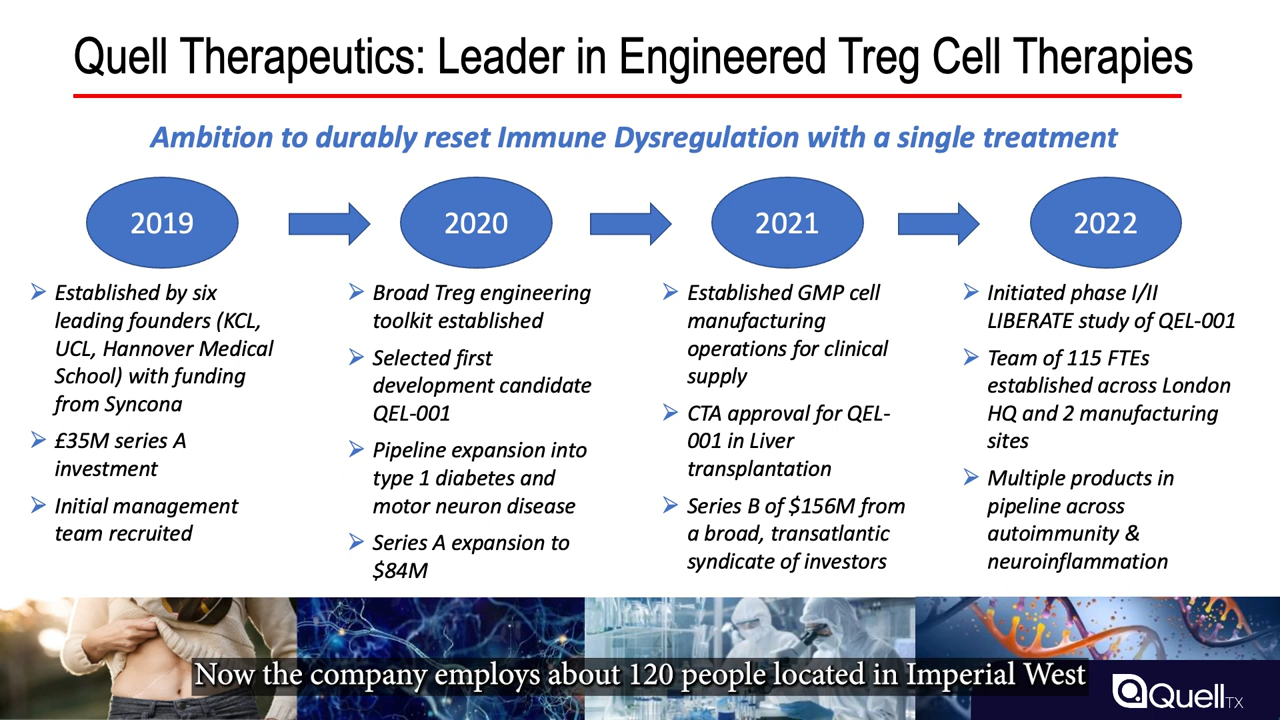 Quell Therapeutics: Leader in Engineered Treg Cell Therapies
Ambition to durably reset Immune Dysregulation with a single treatment
2019
Established by six
leading founders (KCL,
UCL, Hannover Medical
School) with funding
from Syncona
£35M series A
investment
Initial management
team recruited
2020
Broad Treg engineering
toolkit established
Selected first
development candidate
QEL-001
Pipeline expansion into
type 1 diabetes and
motor neuron disease
Series A expansion to
$84M
2021
Established GMP cell
manufacturing
operations for clinical
supply
CTA approval for QEL-
001 in Liver
transplantation
Series B of $156M from
a broad, transatlantic
syndicate of investors
2022
Initiated phase I/II
LIBERATE study of QEL-001
Team of 115 FTEs
established across London
HQ and 2 manufacturing
sites
Multiple products in
pipeline across
autoimmunity &
neuroinflammation
Now the company employs about 120 people located in Imperial West
Quell TX